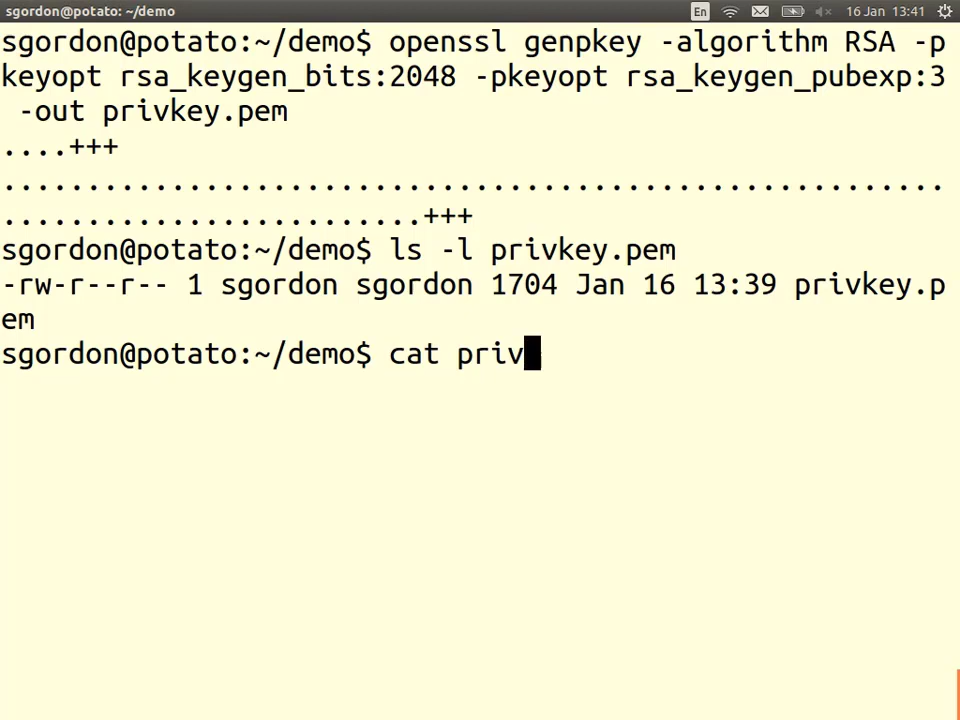 sgordon@potato: ~/demo
En
16 Jan 13:41
sgordon@potato:~/demo$ openssl genpkey -algorithm RSA -p
keyopt rsa_keygen_bits:2048 -pkeyopt rsa_keygen_pubexp:3
 -out privkey.pem
....+++
........................................................
.........................+++
sgordon@potato:~/demo$ ls -l privkey.pem
-rw-r--r-- 1 sgordon sgordon 1704 Jan 16 13:39 privkey.p
em
sgordon@potato:~/demo$ cat priv